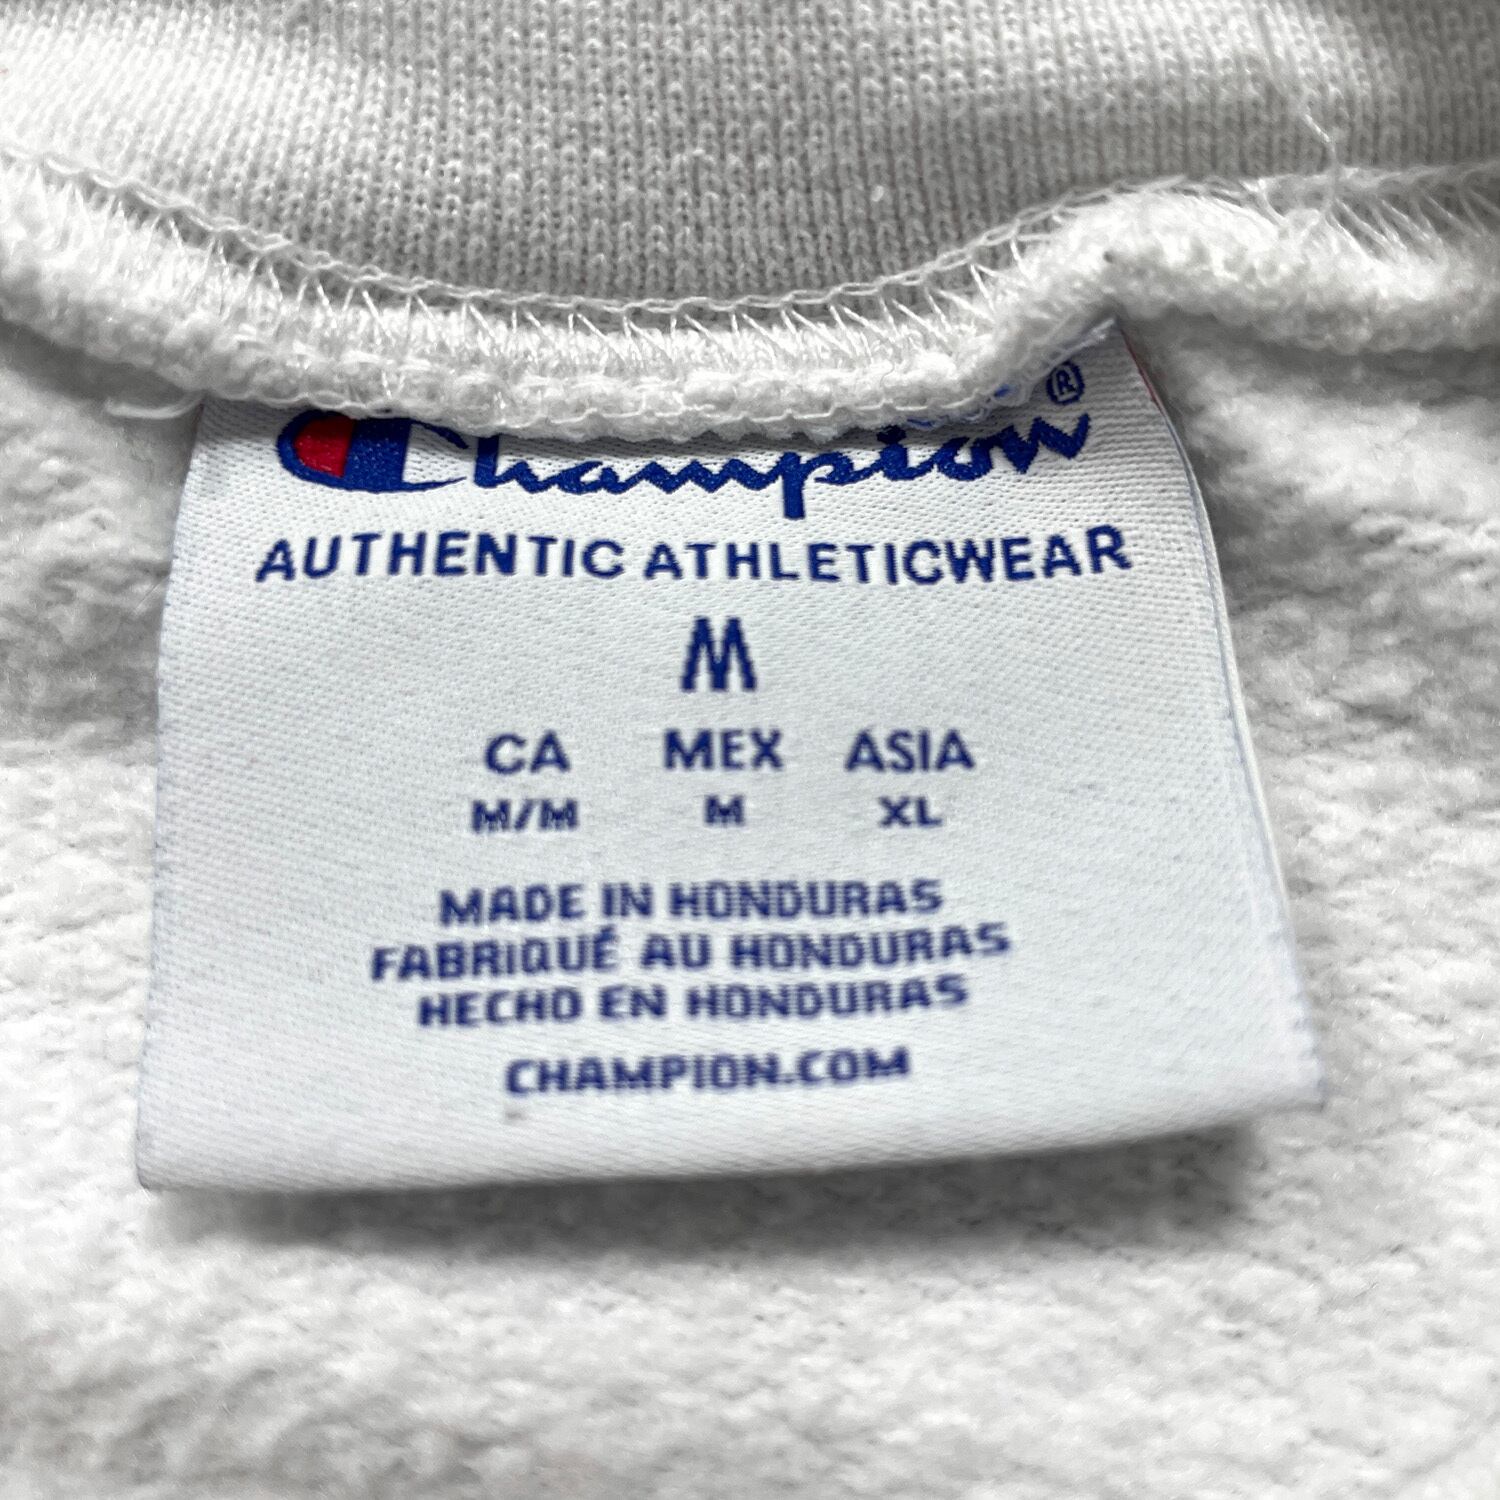 Champion®
AUTHENTIC ATHLETICWEAR
M
CA MEX ASIA
M/M M XL
MADE IN HONDURAS
FABRIQUÉ AU HONDURAS
HECHO EN HONDURAS
CHAMPION.COM